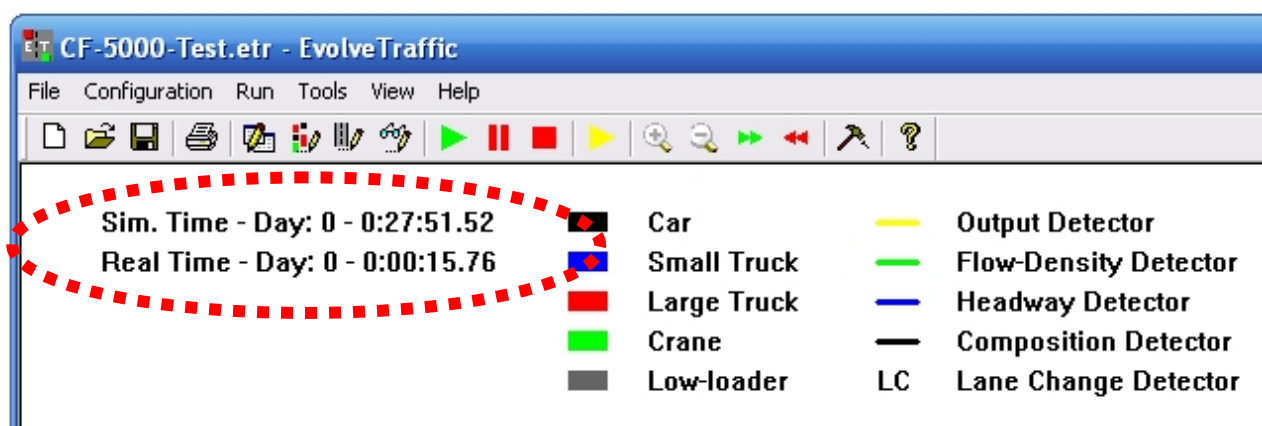 ET CF-5000-Test.etr - EvolveTraffic
File Configuration Run Tools View Help
Sim. Time - Day: 0 - 0:27:51.52
Real Time - Day: 0 - 0:00:15.76
Car
Small Truck
Large Truck
Crane
Low-loader
Output Detector
Flow-Density Detector
Headway Detector
Composition Detector
LC Lane Change Detector